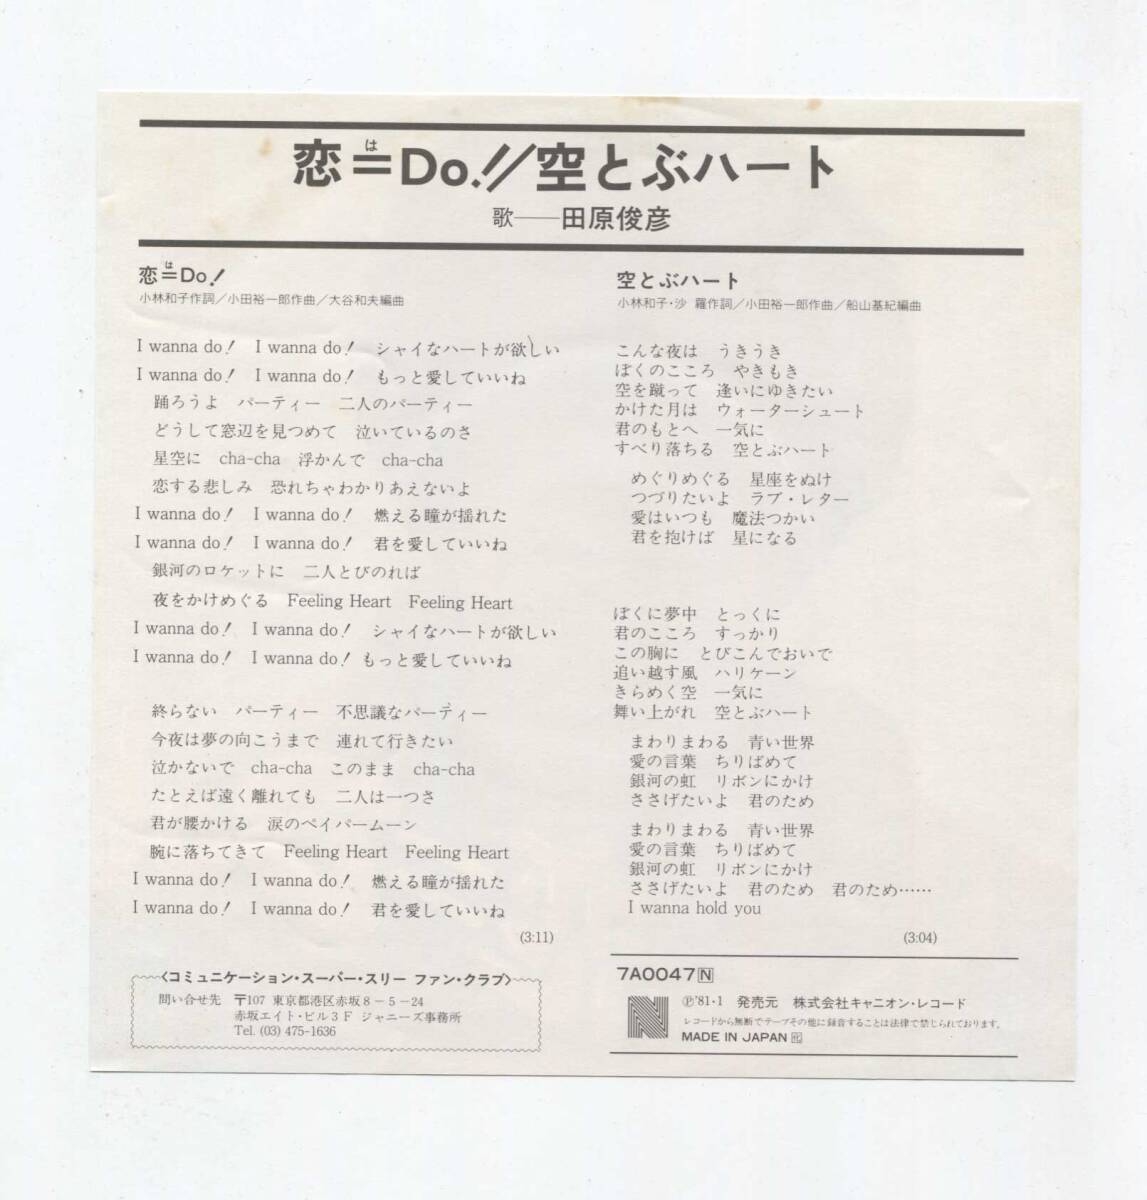 恋=Do!／空とぶハート
は
歌──田原俊彦
恋=Do!
は
小林和子作詞／小田裕一郎作曲／大谷和夫編曲
I wanna do! I wanna do! シャイなハートが欲しい
I wanna do! I wanna do! もっと愛していいね
踊ろうよ パーティー 二人のパーティー
どうして窓辺を見つめて 泣いているのさ
星空に cha-cha 浮かんで cha-cha
恋する悲しみ 恐れちゃわかりあえないよ
I wanna do! I wanna do! 燃える瞳が揺れた
I wanna do! I wanna do! 君を愛していいね
銀河のロケットに 二人とびのれば
夜をかけめぐる Feeling Heart Feeling Heart
I wanna do! I wanna do! シャイなハートが欲しい
I wanna do! I wanna do! もっと愛していいね
終らない パーティー 不思議なパーティー
今夜は夢の向こうまで 連れて行きたい
泣かないで cha-cha このまま cha-cha
たとえば遠く離れても 二人は一つさ
君が腰かける 涙のペイパームーン
腕に落ちてきて Feeling Heart Feeling Heart
I wanna do! I wanna do! 燃える瞳が揺れた
I wanna do! I wanna do! 君を愛していいね
(3:11)
〈コミュニケーション・スーパー・スリー ファン・クラブ〉
問い合せ先 〒107 東京都港区赤坂8－5－24
赤坂エイト・ビル3F ジャニーズ事務所
Tel. (03) 475-1636
空とぶハート
小林和子・沙 羅作詞／小田裕一郎作曲／船山基紀編曲
こんな夜は うきうき
ぼくのこころ やきもき
空を蹴って 逢いにゆきたい
かけた月は ウォーターシュート
君のもとへ 一気に
すべり落ちる 空とぶハート
めぐりめぐる 星座をぬけ
つづりたいよ ラブ・レター
愛はいつも 魔法つかい
君を抱けば 星になる
ぼくに夢中 とっくに
君のこころ すっかり
この胸に とびこんでおいで
追い越す風 ハリケーン
きらめく空 一気に
舞い上がれ 空とぶハート
まわりまわる 青い世界
愛の言葉 ちりばめて
銀河の虹 リボンにかけ
ささげたいよ 君のため
まわりまわる 青い世界
愛の言葉 ちりばめて
銀河の虹 リボンにかけ
ささげたいよ 君のため 君のため……
I wanna hold you
(3:04)
7A0047 N
N ℗'81・1 発売元 株式会社キャニオン・レコード
レコードから無断でテープその他に録音することは法律で禁じられております。
MADE IN JAPAN